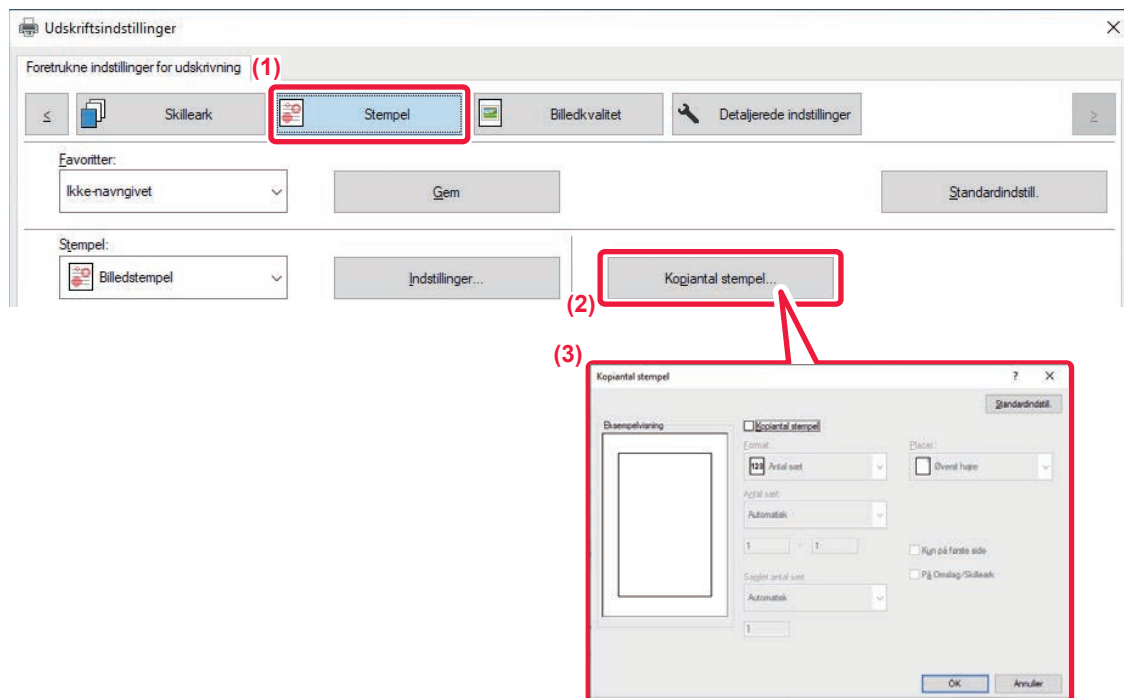 Udskriftsindstillinger
Foretrukne indstillinger for udskrivning
(1)
≤ Skilleark Stempel Billedkvalitet Detaljerede indstillinger ≥
Favoritter:
Ikke-navngivet Gem Standardindstill.
Stempel:
Billedstempel Indstillinger... Kopiantal stempel...
(2)
(3)
Kopiantal stempel ? X
Standardindstill.
Eksempelvisning Kopiantal stempel
Format: Placer.:
123 Antal sæt Øverst højre
Antal sæt:
Automatisk
1 - 1 Kun på første side
Samlet antal sæt: På Omslag/Skilleark
Automatisk
1
OK Annuller